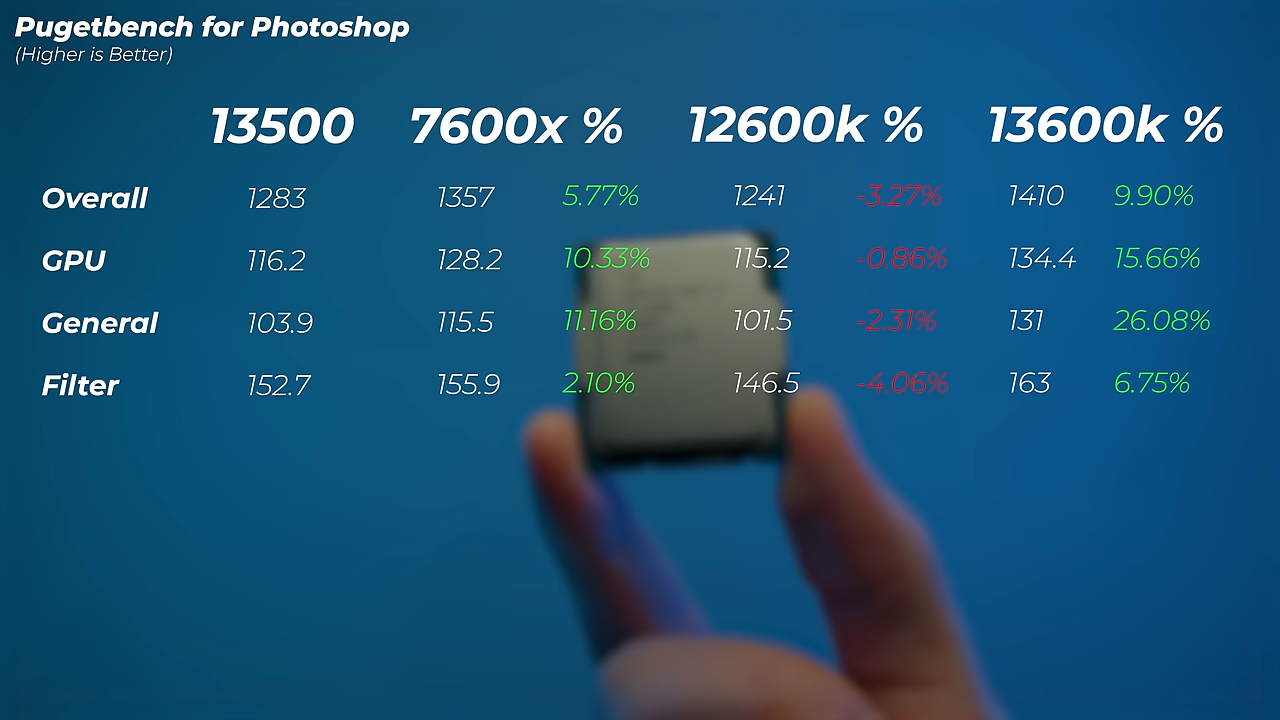 Pugetbench for Photoshop
(Higher is Better)
13500 7600x % 12600k % 13600k %
Overall 1283 1357 5.77% 1241 -3.27% 1410 9.90%
GPU 116.2 128.2 10.33% 115.2 -0.86% 134.4 15.66%
General 103.9 115.5 11.16% 101.5 -2.31% 131 26.08%
Filter 152.7 155.9 2.10% 146.5 -4.06% 163 6.75%